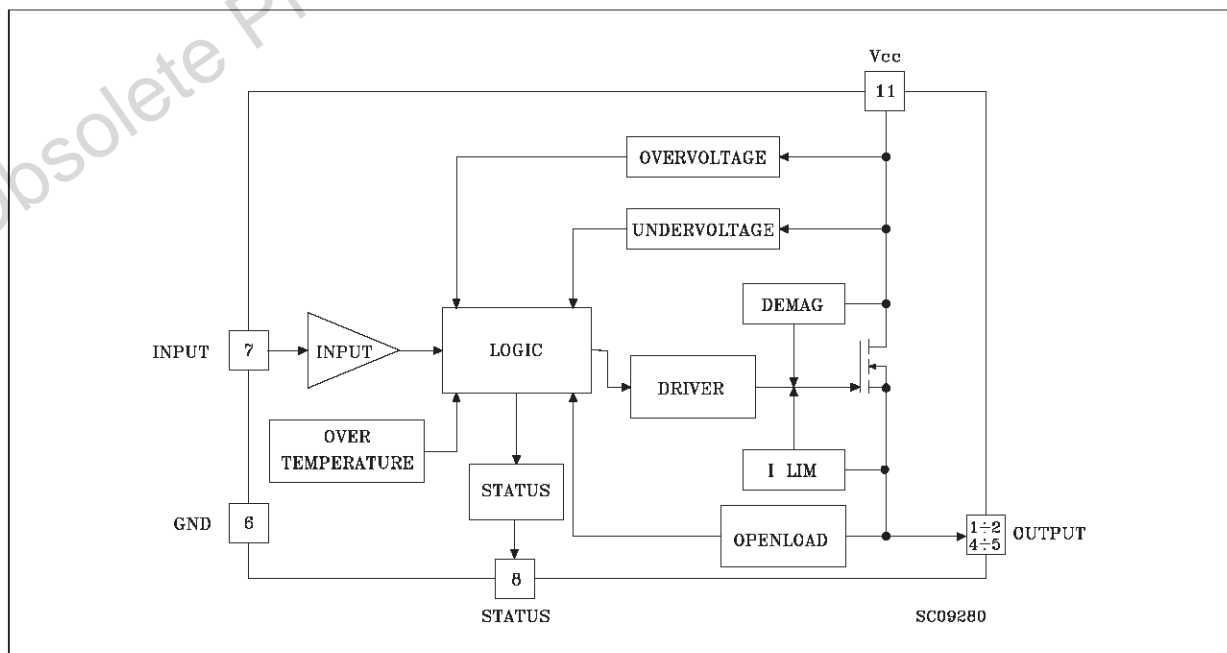 Obsolete Pr
Vcc
11
OVERVOLTAGE
UNDERVOLTAGE
DEMAG
INPUT
7
INPUT
LOGIC
DRIVER
OVER
TEMPERATURE
I LIM
STATUS
GND
6
OPENLOAD
1÷2
4÷5
OUTPUT
8
STATUS
SC09280